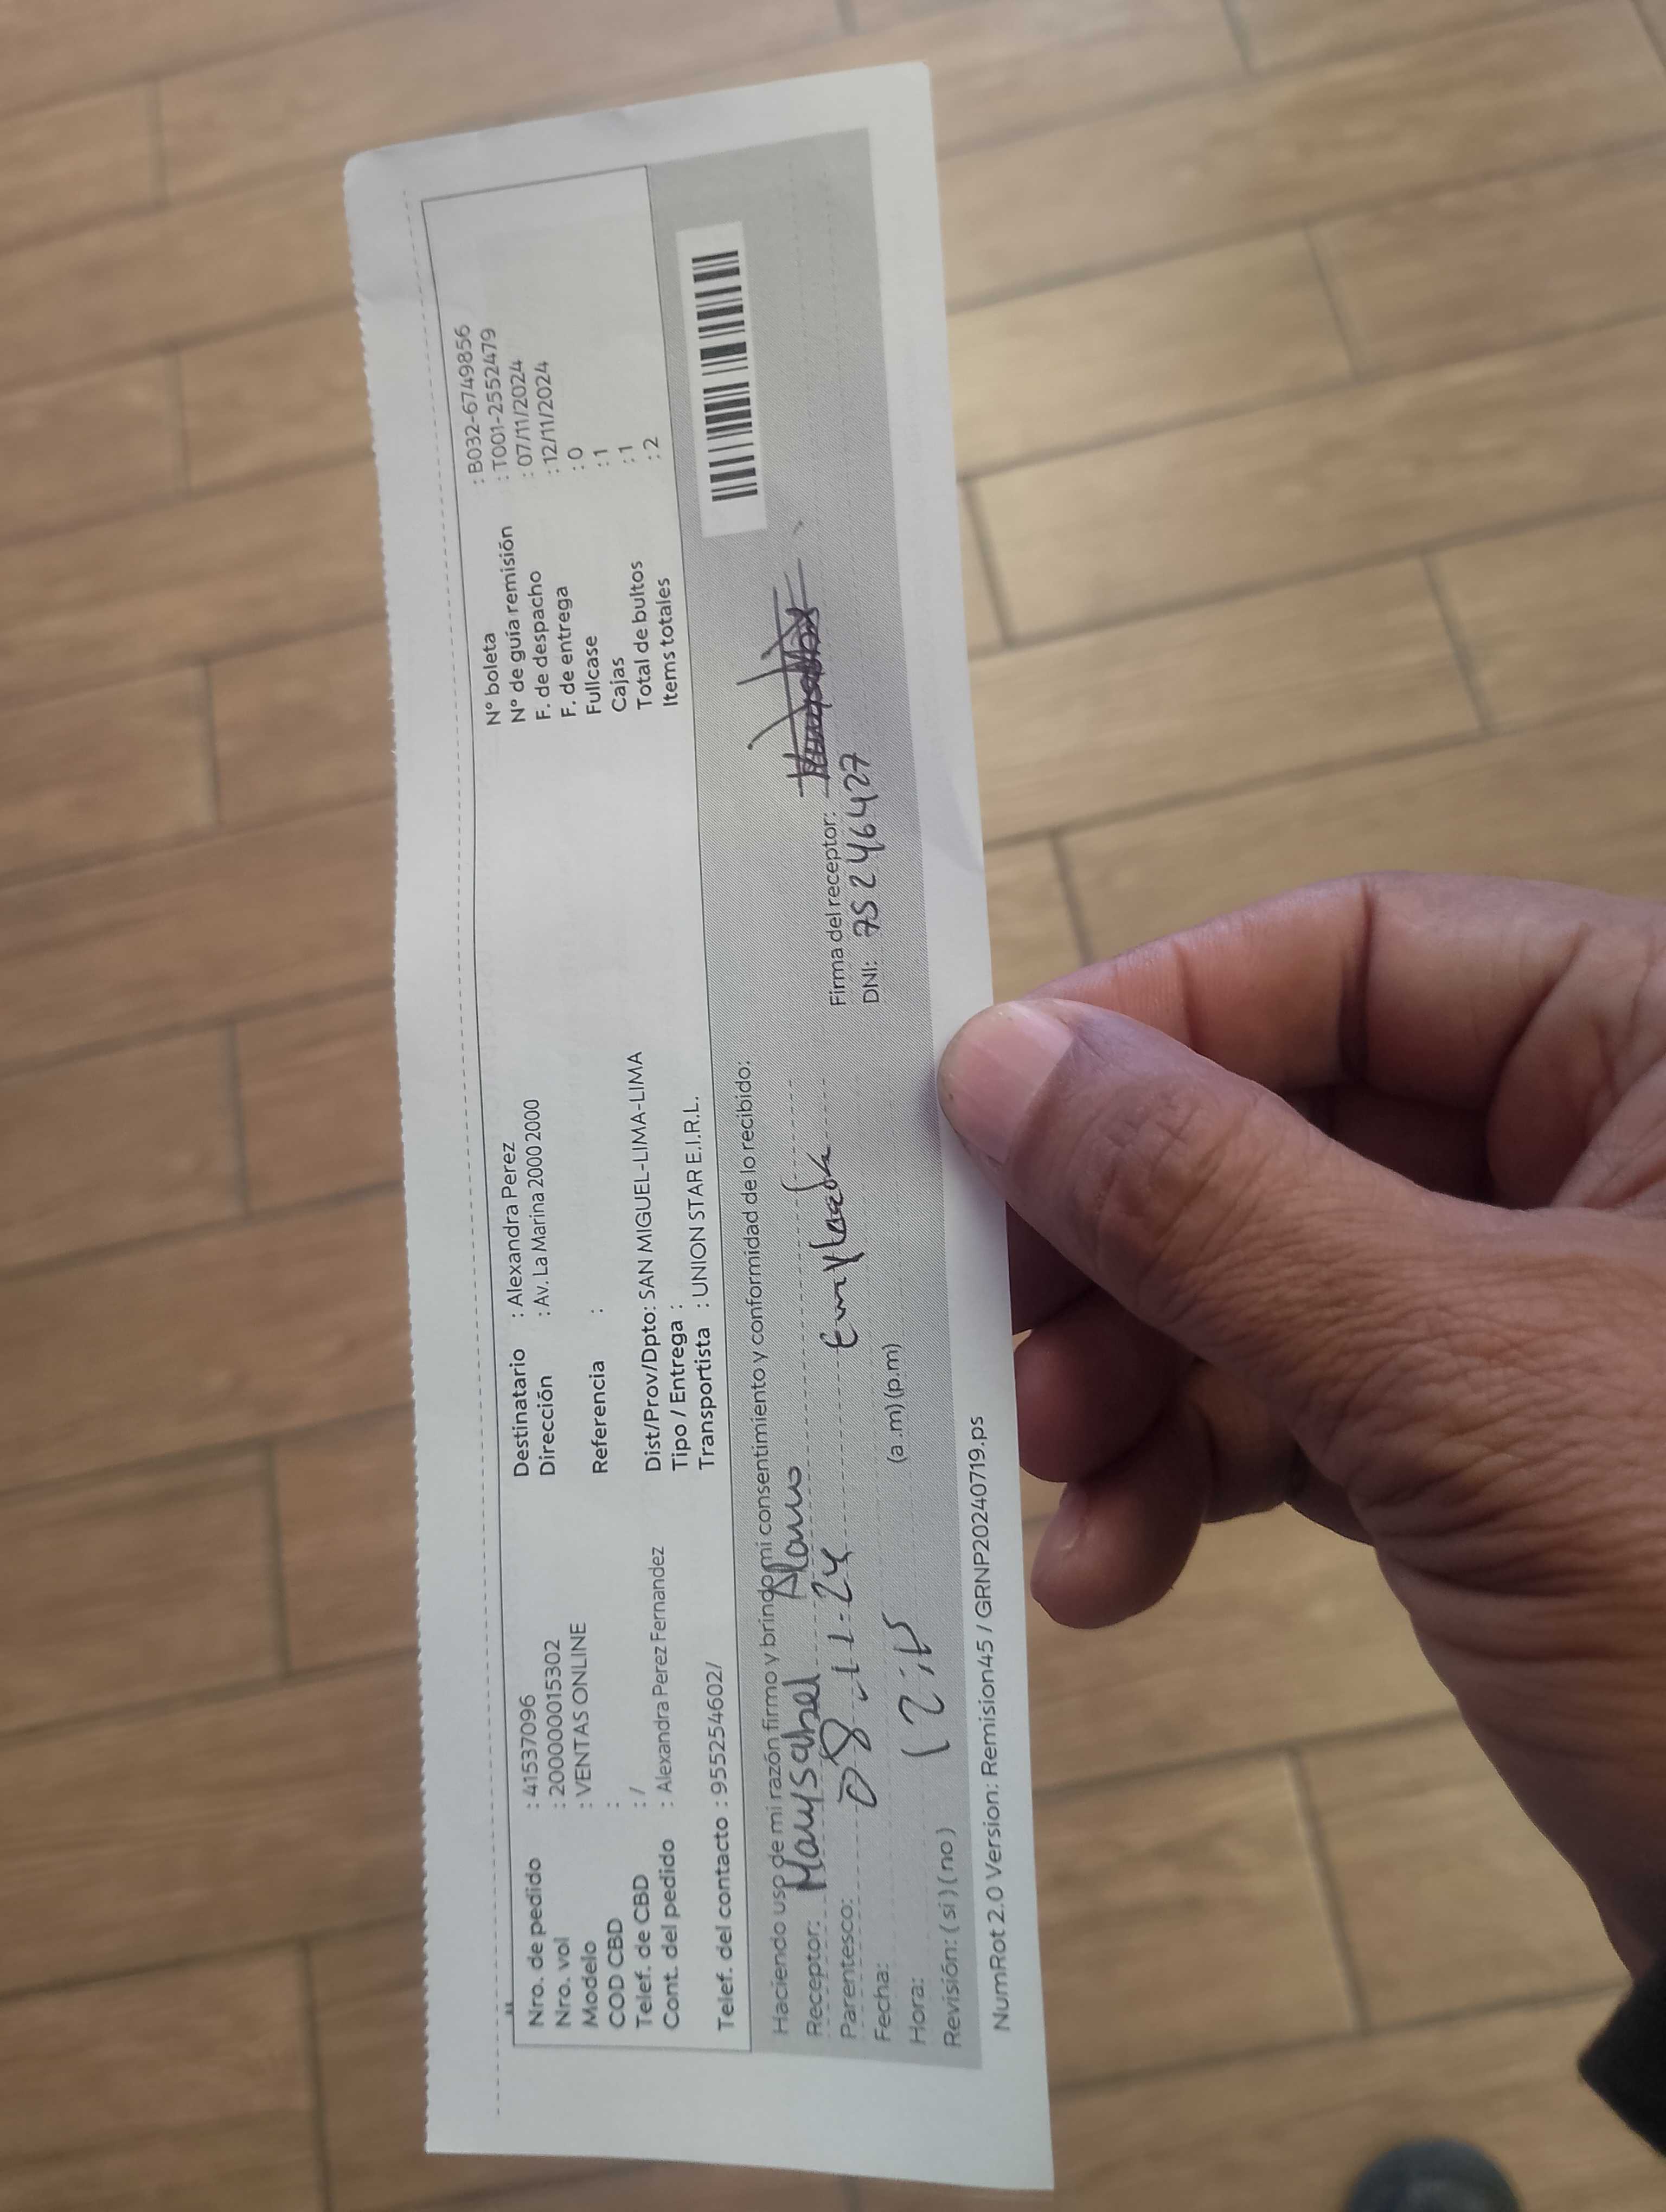 Nro. de pedido : 41537096
Nro. vol : 200000015302
Modelo : VENTAS ONLINE
COD CBD :
Telef. de CBD : /
Cont. del pedido : Alexandra Perez Fernandez
Telef. del contacto : 955254602/
Destinatario : Alexandra Perez
Dirección : Av. La Marina 2000 2000
Referencia :
Dist/Prov/Dpto: SAN MIGUEL-LIMA-LIMA
Tipo / Entrega :
Transportista : UNION STAR E.I.R.L.
N° boleta : B032-6749856
N° de guía remisión : T001-2552479
F. de despacho : 07/11/2024
F. de entrega : 12/11/2024
Fullcase : 0
Cajas : 1
Total de bultos : 1
Items totales : 2
Haciendo uso de mi razón firmo y brindo mi consentimiento y conformidad de lo recibido:
Receptor: Marysabel Alamo
Parentesco: Empleada
Fecha: 08-11-24
Hora: 12:15 (a.m) (p.m)
Revisión: ( si ) ( no )
Firma del receptor:
DNI: 75246427
NumRot 2.0 Version: Remision45 / GRNP20240719.ps